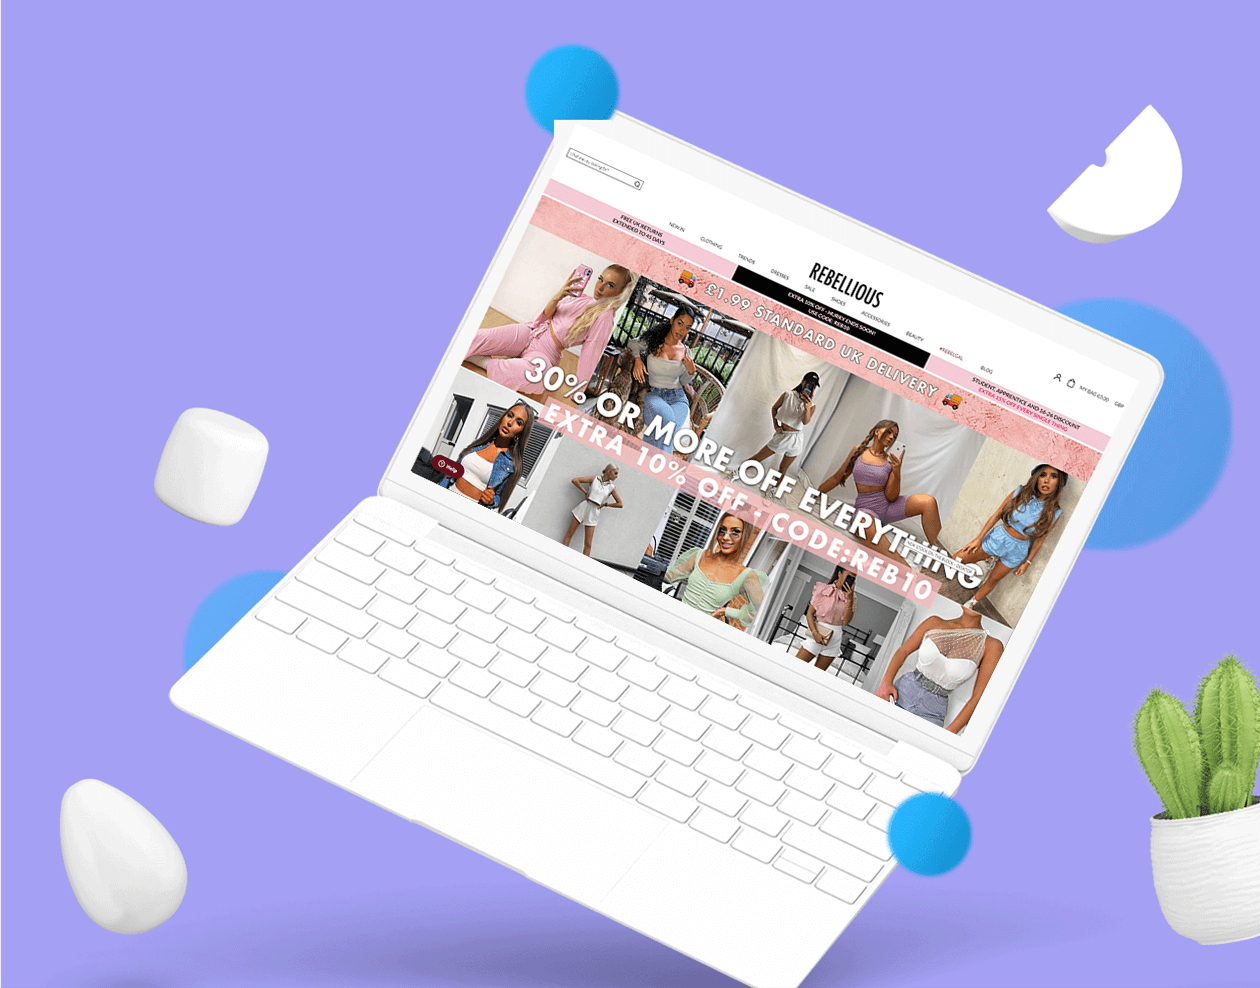 What are you looking for?
REBELLIOUS
MY BAG £0.00
GBP
NEW IN
CLOTHING
TRENDS
DRESSES
SALE
SHOES
ACCESSORIES
BEAUTY
#REBELGAL
BLOG
FREE UK RETURNS
EXTENDED TO 45 DAYS
EXTRA 10% OFF - HURRY ENDS SOON!
USE CODE: REB10
STUDENT, APPRENTICE AND 16-26 DISCOUNT
EXTRA 15% OFF EVERY SINGLE THING
£1.99 STANDARD UK DELIVERY
30% OR MORE OFF EVERYTHING
EXTRA 10% OFF - CODE:REB10
Help